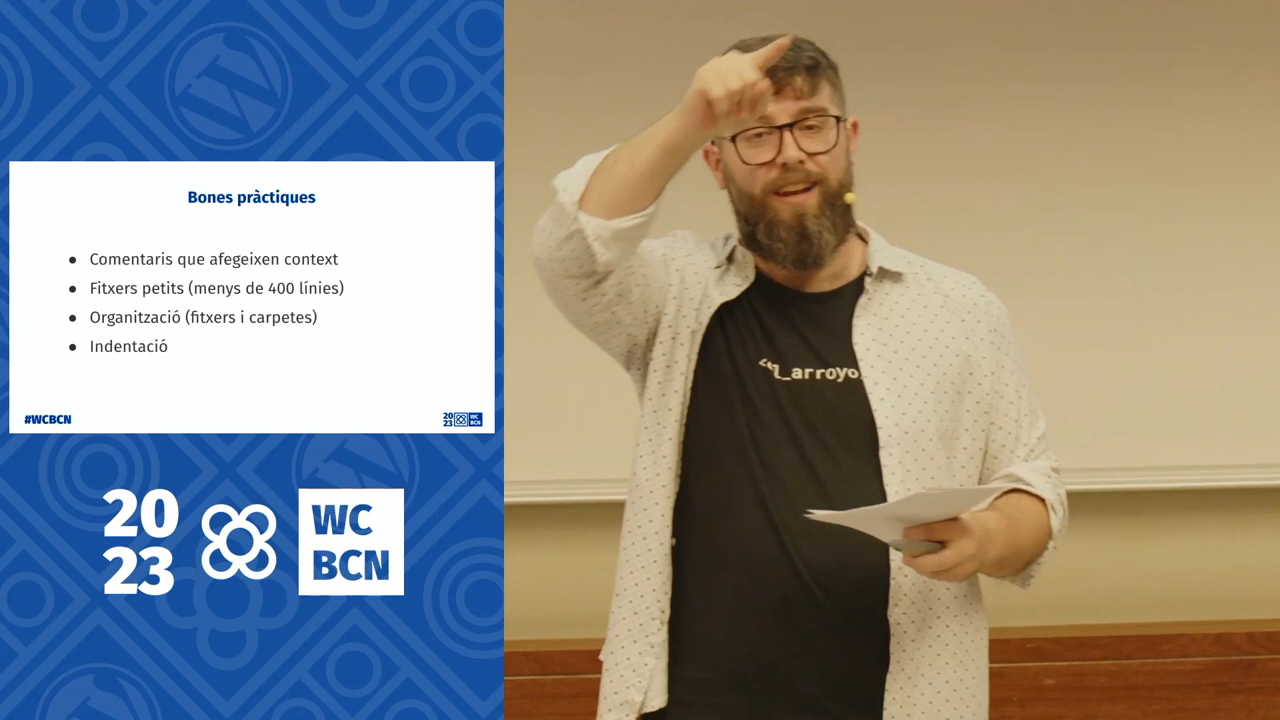 Bones pràctiques
● Comentaris que afegeixen context
● Fitxers petits (menys de 400 línies)
● Organització (fitxers i carpetes)
● Indentació
#WCBCN
20
23
WC
BCN
20
23
WC
BCN